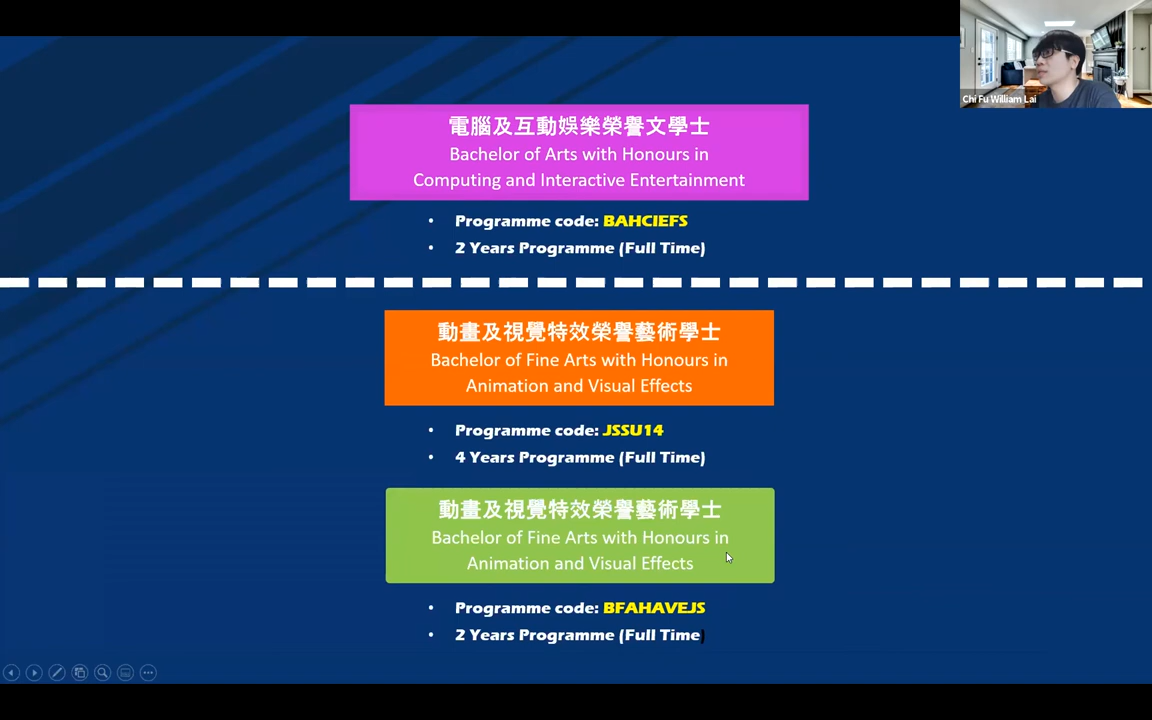 Chi Fu William Lai
電腦及互動娛樂榮譽文學士
Bachelor of Arts with Honours in
Computing and Interactive Entertainment
• Programme code: BAHCIEFS
• 2 Years Programme (Full Time)
動畫及視覺特效榮譽藝術學士
Bachelor of Fine Arts with Honours in
Animation and Visual Effects
• Programme code: JSSU14
• 4 Years Programme (Full Time)
動畫及視覺特效榮譽藝術學士
Bachelor of Fine Arts with Honours in
Animation and Visual Effects
• Programme code: BFAHAVEJS
• 2 Years Programme (Full Time)